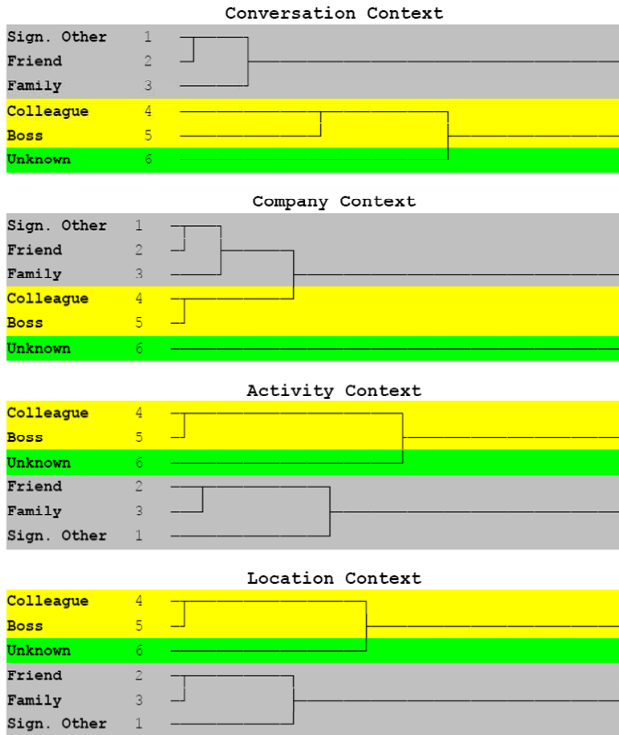 Conversation Context
Sign. Other 1
Friend 2
Family 3
Colleague 4
Boss 5
Unknown 6
Company Context
Sign. Other 1
Friend 2
Family 3
Colleague 4
Boss 5
Unknown 6
Activity Context
Colleague 4
Boss 5
Unknown 6
Friend 2
Family 3
Sign. Other 1
Location Context
Colleague 4
Boss 5
Unknown 6
Friend 2
Family 3
Sign. Other 1